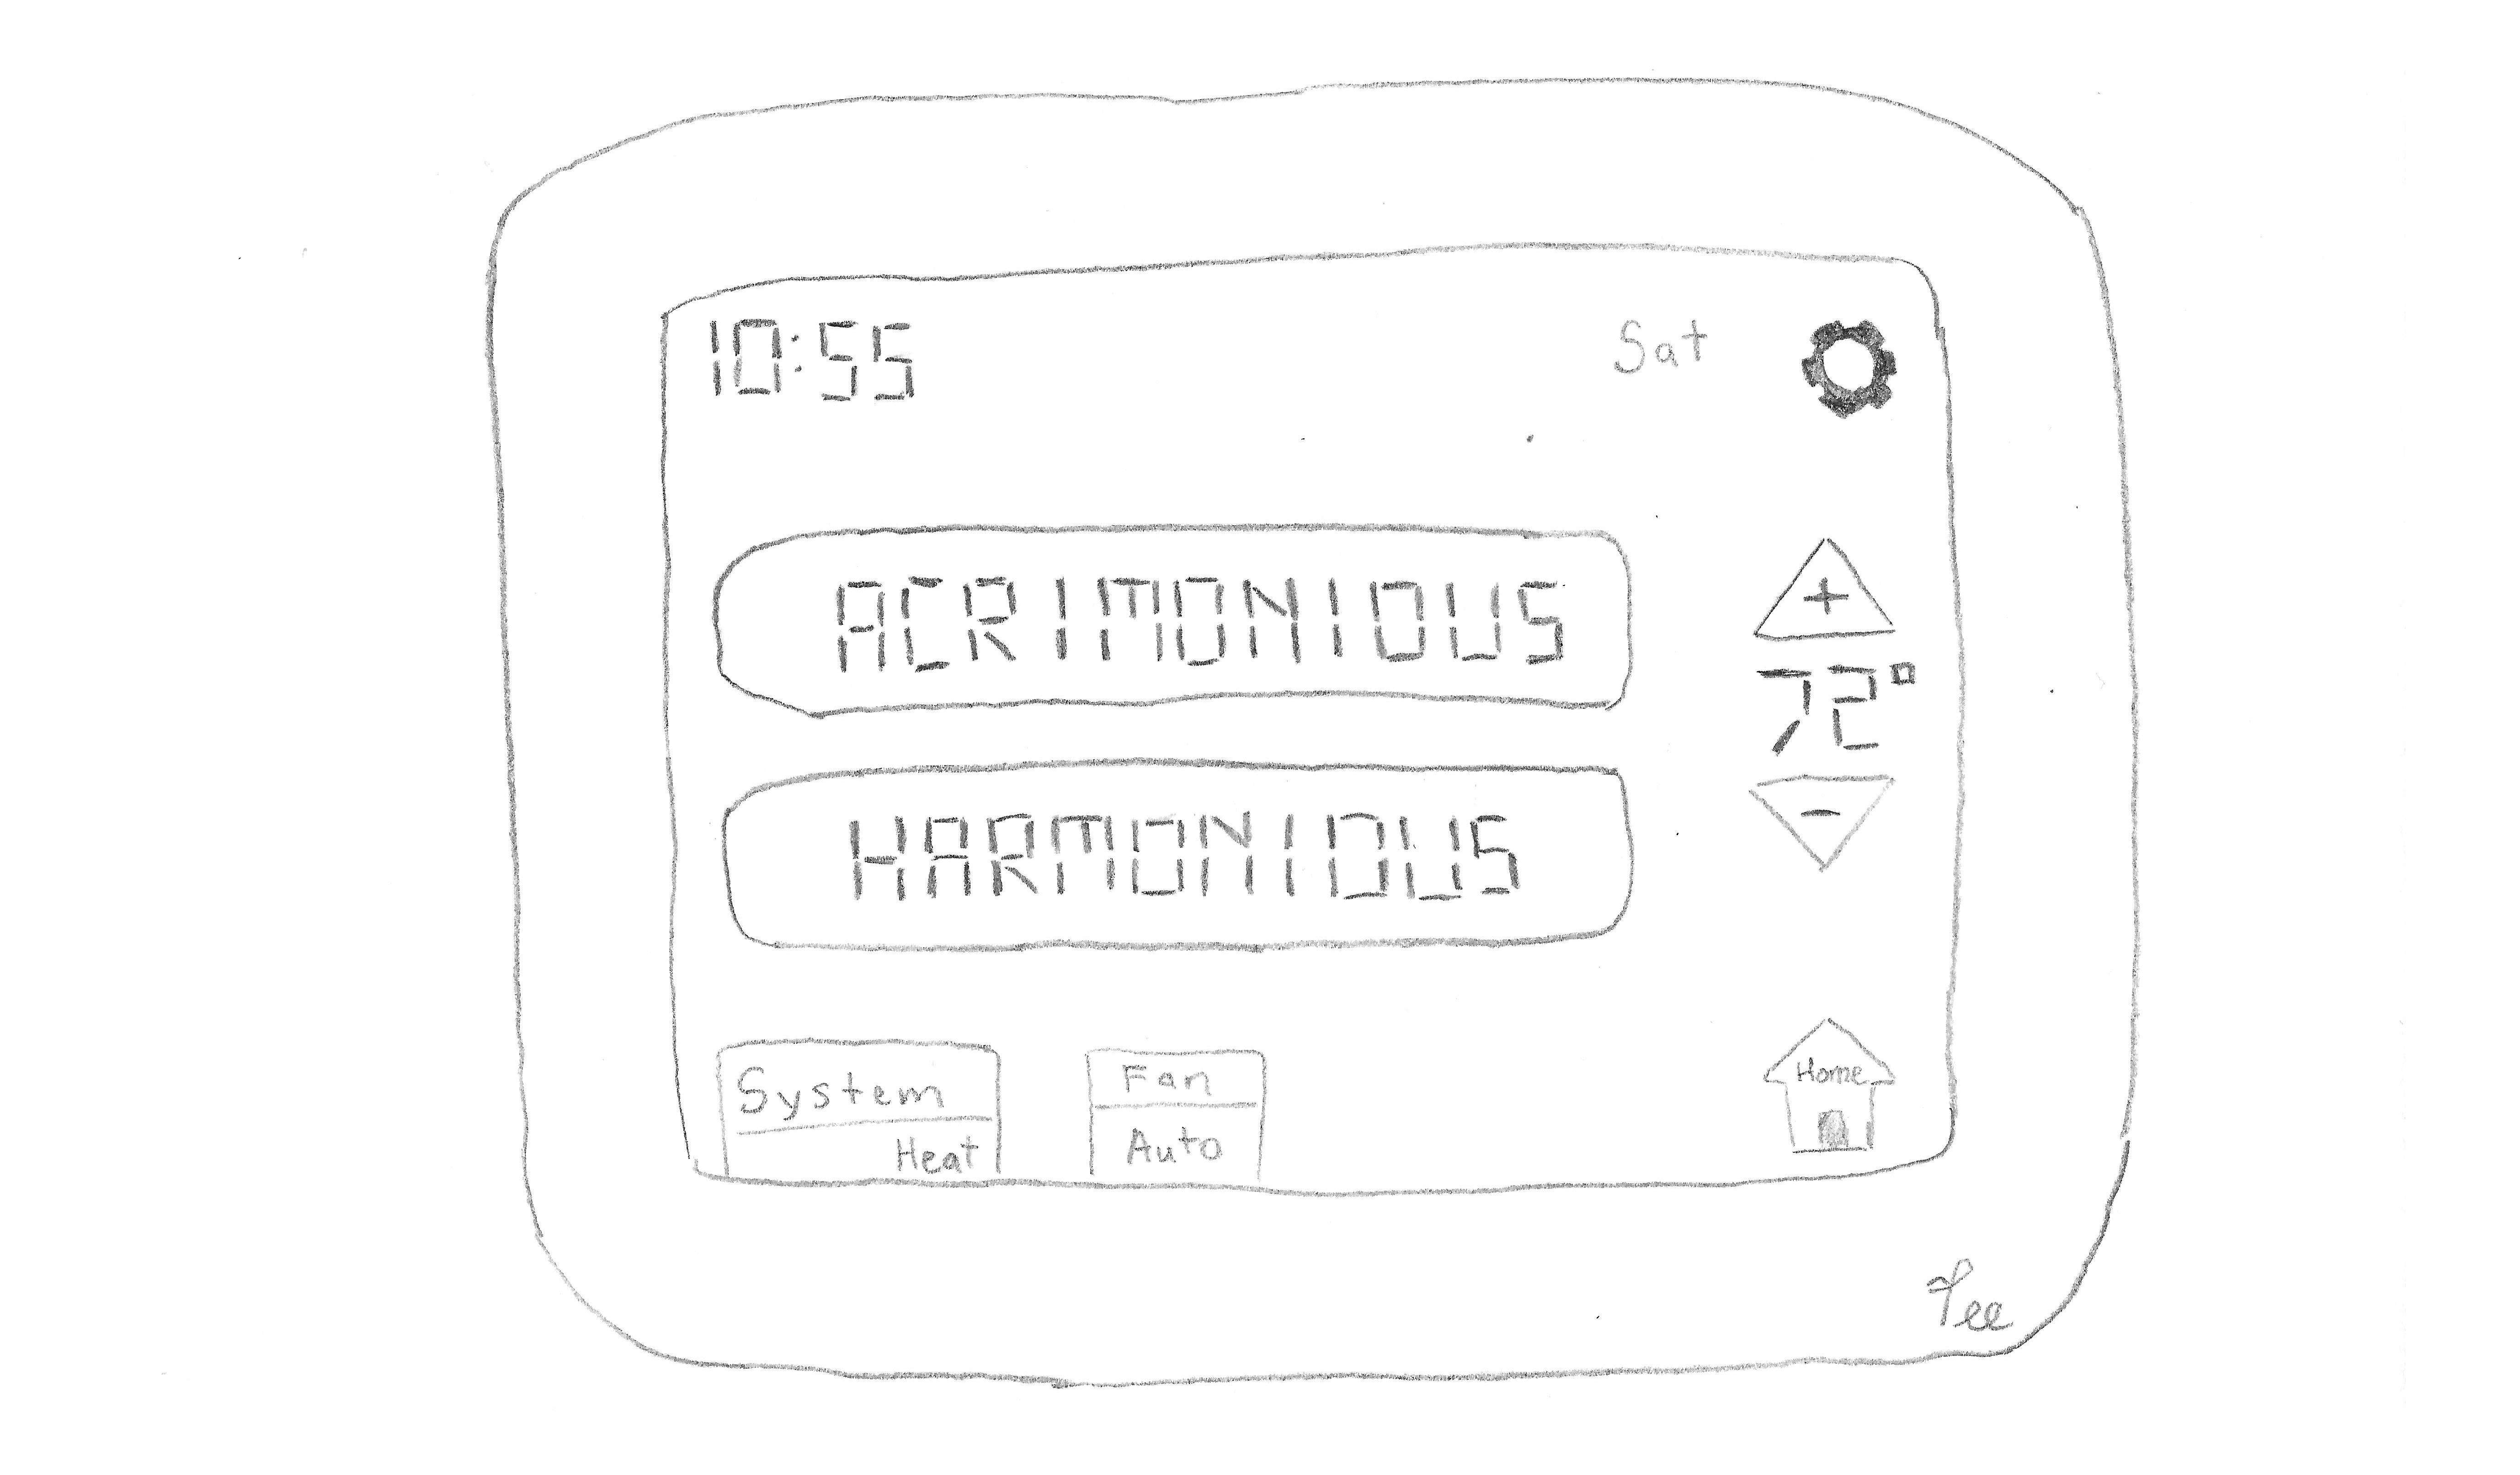 10:55 Sat
ACRIMONIOUS
+
72°
-
HARMONIOUS
System
Heat
Fan
Auto
Home
Tee